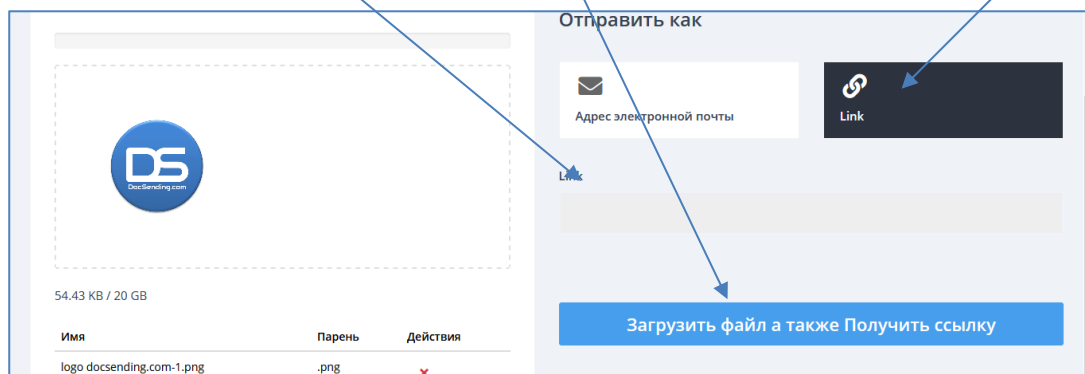 Отправить как
Адрес электронной почты
Link
DS
DocSending.com
Link
54.43 KB / 20 GB
Загрузить файл а также Получить ссылку
Имя Парень Действия
logo docsending.com-1.png .png